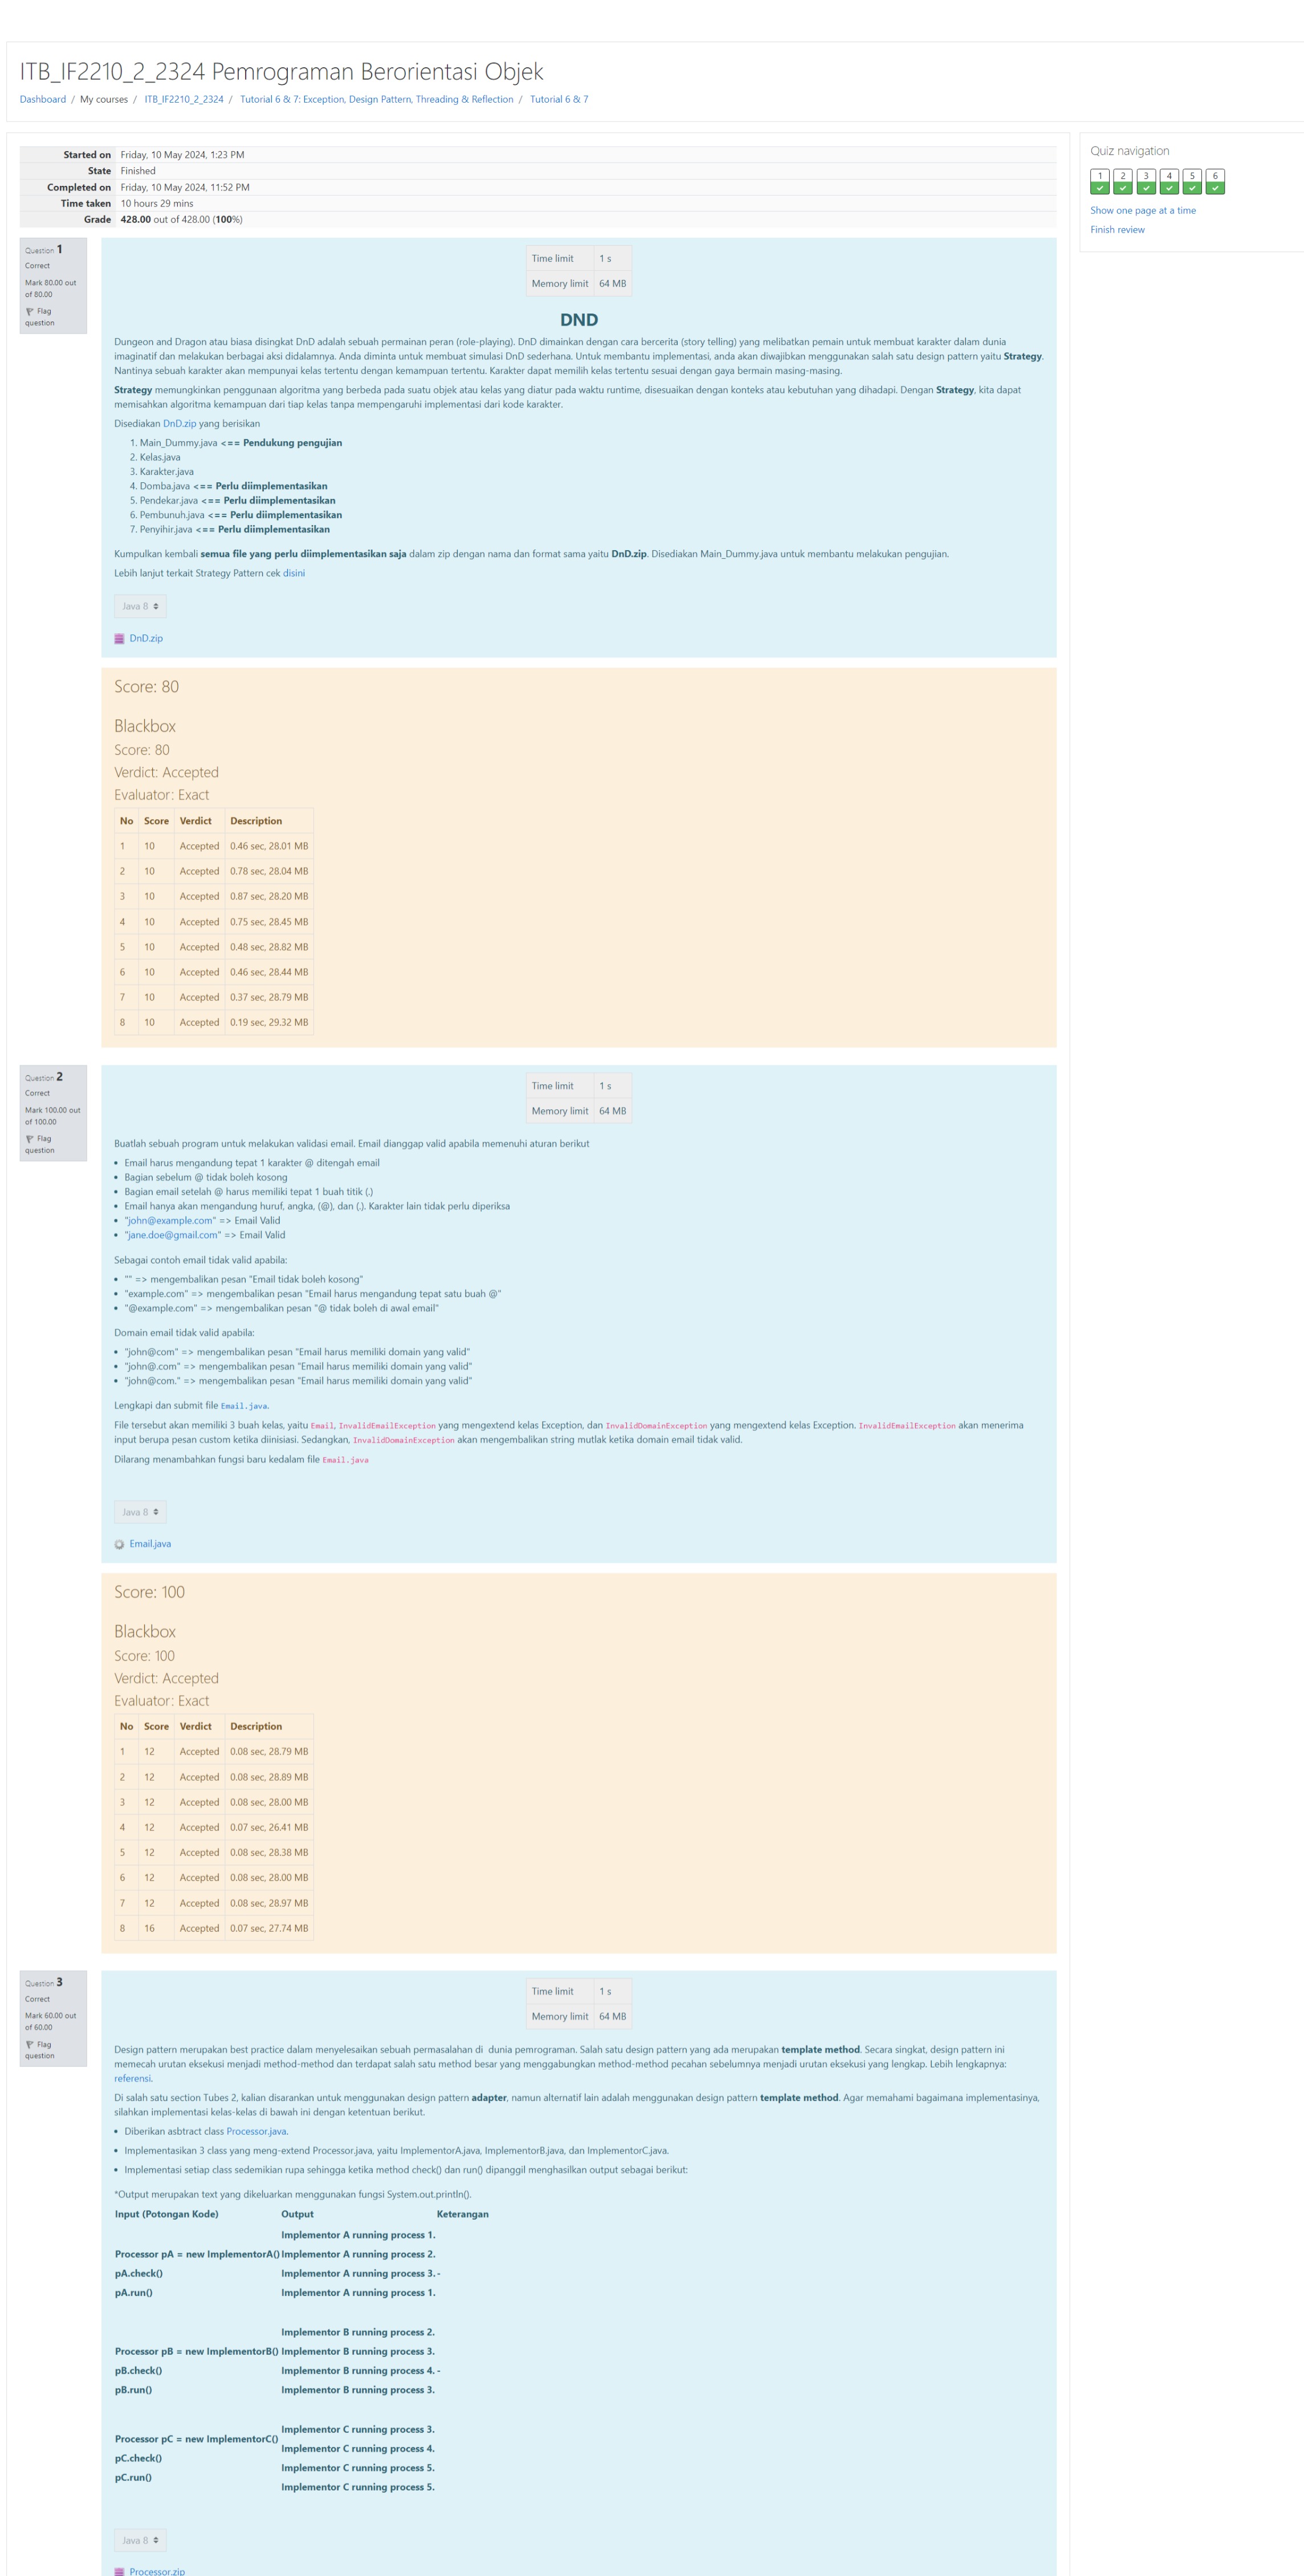 ITB_IF2210_2_2324 Pemrograman Berorientasi Objek
Dashboard / My courses / ITB_IF2210_2_2324 / Tutorial 6 & 7: Exception, Design Pattern, Threading & Reflection / Tutorial 6 & 7
Started on Friday, 10 May 2024, 1:23 PM
State Finished
Completed on Friday, 10 May 2024, 11:52 PM
Time taken 10 hours 29 mins
Grade 428.00 out of 428.00 (100%)
Quiz navigation
1 2 3 4 5 6
Show one page at a time
Finish review
Question 1
Correct
Mark 80.00 out
of 80.00
Flag
question
Time limit 1 s
Memory limit 64 MB
DND
Dungeon and Dragon atau biasa disingkat DnD adalah sebuah permainan peran (role-playing). DnD dimainkan dengan cara bercerita (story telling) yang melibatkan pemain untuk membuat karakter dalam dunia
imaginatif dan melakukan berbagai aksi didalamnya. Anda diminta untuk membuat simulasi DnD sederhana. Untuk membantu implementasi, anda akan diwajibkan menggunakan salah satu design pattern yaitu Strategy.
Nantinya sebuah karakter akan mempunyai kelas tertentu dengan kemampuan tertentu. Karakter dapat memilih kelas tertentu sesuai dengan gaya bermain masing-masing.
Strategy memungkinkan penggunaan algoritma yang berbeda pada suatu objek atau kelas yang diatur pada waktu runtime, disesuaikan dengan konteks atau kebutuhan yang dihadapi. Dengan Strategy, kita dapat
memisahkan algoritma kemampuan dari tiap kelas tanpa mempengaruhi implementasi dari kode karakter.
Disediakan DnD.zip yang berisikan
1. Main_Dummy.java <== Pendukung pengujian
2. Kelas.java
3. Karakter.java
4. Domba.java <== Perlu diimplementasikan
5. Pendekar.java <== Perlu diimplementasikan
6. Pembunuh.java <== Perlu diimplementasikan
7. Penyihir.java <== Perlu diimplementasikan
Kumpulkan kembali semua file yang perlu diimplementasikan saja dalam zip dengan nama dan format sama yaitu DnD.zip. Disediakan Main_Dummy.java untuk membantu melakukan pengujian.
Lebih lanjut terkait Strategy Pattern cek disini
Java 8
DnD.zip
Score: 80
Blackbox
Score: 80
Verdict: Accepted
Evaluator: Exact
No Score Verdict Description
1 10 Accepted 0.46 sec, 28.01 MB
2 10 Accepted 0.78 sec, 28.04 MB
3 10 Accepted 0.87 sec, 28.20 MB
4 10 Accepted 0.75 sec, 28.45 MB
5 10 Accepted 0.48 sec, 28.82 MB
6 10 Accepted 0.46 sec, 28.44 MB
7 10 Accepted 0.37 sec, 28.79 MB
8 10 Accepted 0.19 sec, 29.32 MB
Question 2
Correct
Mark 100.00 out
of 100.00
Flag
question
Time limit 1 s
Memory limit 64 MB
Buatlah sebuah program untuk melakukan validasi email. Email dianggap valid apabila memenuhi aturan berikut
• Email harus mengandung tepat 1 karakter @ ditengah email
• Bagian sebelum @ tidak boleh kosong
• Bagian email setelah @ harus memiliki tepat 1 buah titik (.)
• Email hanya akan mengandung huruf, angka, (@), dan (.). Karakter lain tidak perlu diperiksa
• "john@example.com" => Email Valid
• "jane.doe@gmail.com" => Email Valid
Sebagai contoh email tidak valid apabila:
• "" => mengembalikan pesan "Email tidak boleh kosong"
• "example.com" => mengembalikan pesan "Email harus mengandung tepat satu buah @"
• "@example.com" => mengembalikan pesan "@ tidak boleh di awal email"
Domain email tidak valid apabila:
• "john@com" => mengembalikan pesan "Email harus memiliki domain yang valid"
• "john@.com" => mengembalikan pesan "Email harus memiliki domain yang valid"
• "john@com." => mengembalikan pesan "Email harus memiliki domain yang valid"
Lengkapi dan submit file Email.java.
File tersebut akan memiliki 3 buah kelas, yaitu Email, InvalidEmailException yang mengextend kelas Exception, dan InvalidDomainException yang mengextend kelas Exception. InvalidEmailException akan menerima
input berupa pesan custom ketika diinisiasi. Sedangkan, InvalidDomainException akan mengembalikan string mutlak ketika domain email tidak valid.
Dilarang menambahkan fungsi baru kedalam file Email.java
Java 8
Email.java
Score: 100
Blackbox
Score: 100
Verdict: Accepted
Evaluator: Exact
No Score Verdict Description
1 12 Accepted 0.08 sec, 28.79 MB
2 12 Accepted 0.08 sec, 28.89 MB
3 12 Accepted 0.08 sec, 28.00 MB
4 12 Accepted 0.07 sec, 26.41 MB
5 12 Accepted 0.08 sec, 28.38 MB
6 12 Accepted 0.08 sec, 28.00 MB
7 12 Accepted 0.08 sec, 28.97 MB
8 16 Accepted 0.07 sec, 27.74 MB
Question 3
Correct
Mark 60.00 out
of 60.00
Flag
question
Time limit 1 s
Memory limit 64 MB
Design pattern merupakan best practice dalam menyelesaikan sebuah permasalahan di dunia pemrograman. Salah satu design pattern yang ada merupakan template method. Secara singkat, design pattern ini
memecah urutan eksekusi menjadi method-method dan terdapat salah satu method besar yang menggabungkan method-method pecahan sebelumnya menjadi urutan eksekusi yang lengkap. Lebih lengkapnya:
referensi.
Di salah satu section Tubes 2, kalian disarankan untuk menggunakan design pattern adapter, namun alternatif lain adalah menggunakan design pattern template method. Agar memahami bagaimana implementasinya,
silahkan implementasi kelas-kelas di bawah ini dengan ketentuan berikut.
• Diberikan asbtract class Processor.java.
• Implementasikan 3 class yang meng-extend Processor.java, yaitu ImplementorA.java, ImplementorB.java, dan ImplementorC.java.
• Implementasi setiap class sedemikian rupa sehingga ketika method check() dan run() dipanggil menghasilkan output sebagai berikut:
*Output merupakan text yang dikeluarkan menggunakan fungsi System.out.println().
Input (Potongan Kode) Output Keterangan
Implementor A running process 1.
Processor pA = new ImplementorA() Implementor A running process 2.
pA.check() Implementor A running process 3. -
pA.run() Implementor A running process 1.
Implementor B running process 2.
Processor pB = new ImplementorB() Implementor B running process 3.
pB.check() Implementor B running process 4. -
pB.run() Implementor B running process 3.
Implementor C running process 3.
Processor pC = new ImplementorC()
Implementor C running process 4.
pC.check()
Implementor C running process 5.
pC.run()
Implementor C running process 5.
Java 8
Processor.zip